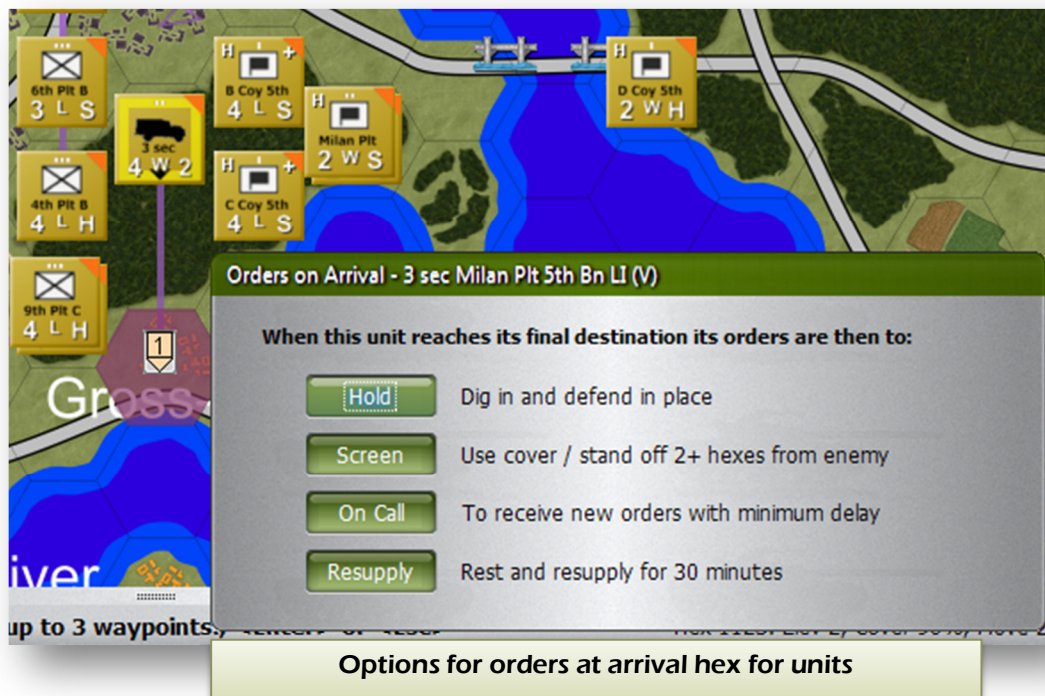 6th Plt B
3 L S
3 sec
4 W 2
H +
B Coy 5th
4 L S
H
Milan Plt
2 W S
H
D Coy 5th
2 W H
4th Plt B
4 L H
H +
C Coy 5th
4 L S
9th Plt C
4 L H
1
Gross
iver
Orders on Arrival - 3 sec Milan Plt 5th Bn LI (V)
When this unit reaches its final destination its orders are then to:
Hold Dig in and defend in place
Screen Use cover / stand off 2+ hexes from enemy
On Call To receive new orders with minimum delay
Resupply Rest and resupply for 30 minutes
up to 3 waypoints.
Options for orders at arrival hex for units